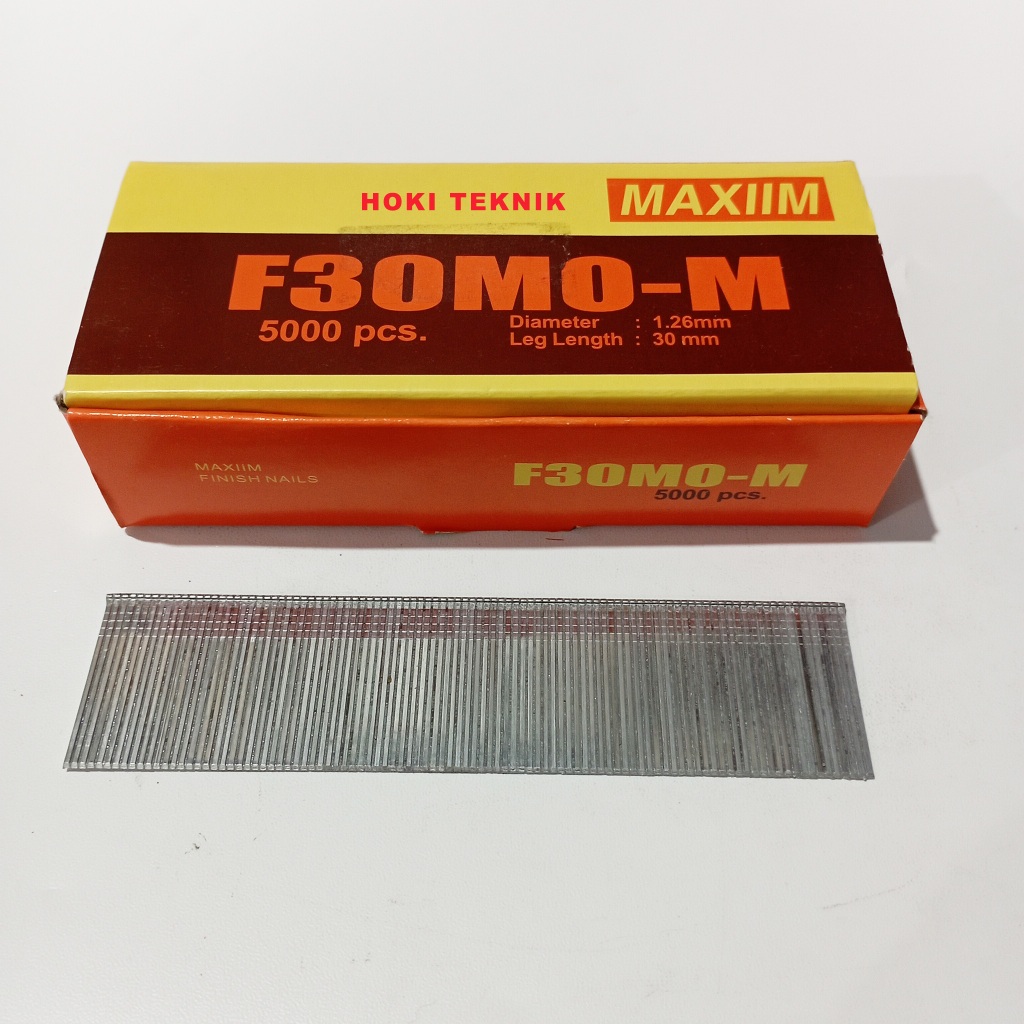 HOKI TEKNIK
MAXIIM
F30MO-M
5000 pcs.
Diameter : 1.26mm
Leg Length : 30 mm
MAXIIM
FINISH NAILS
F30MO-M
5000 pcs.